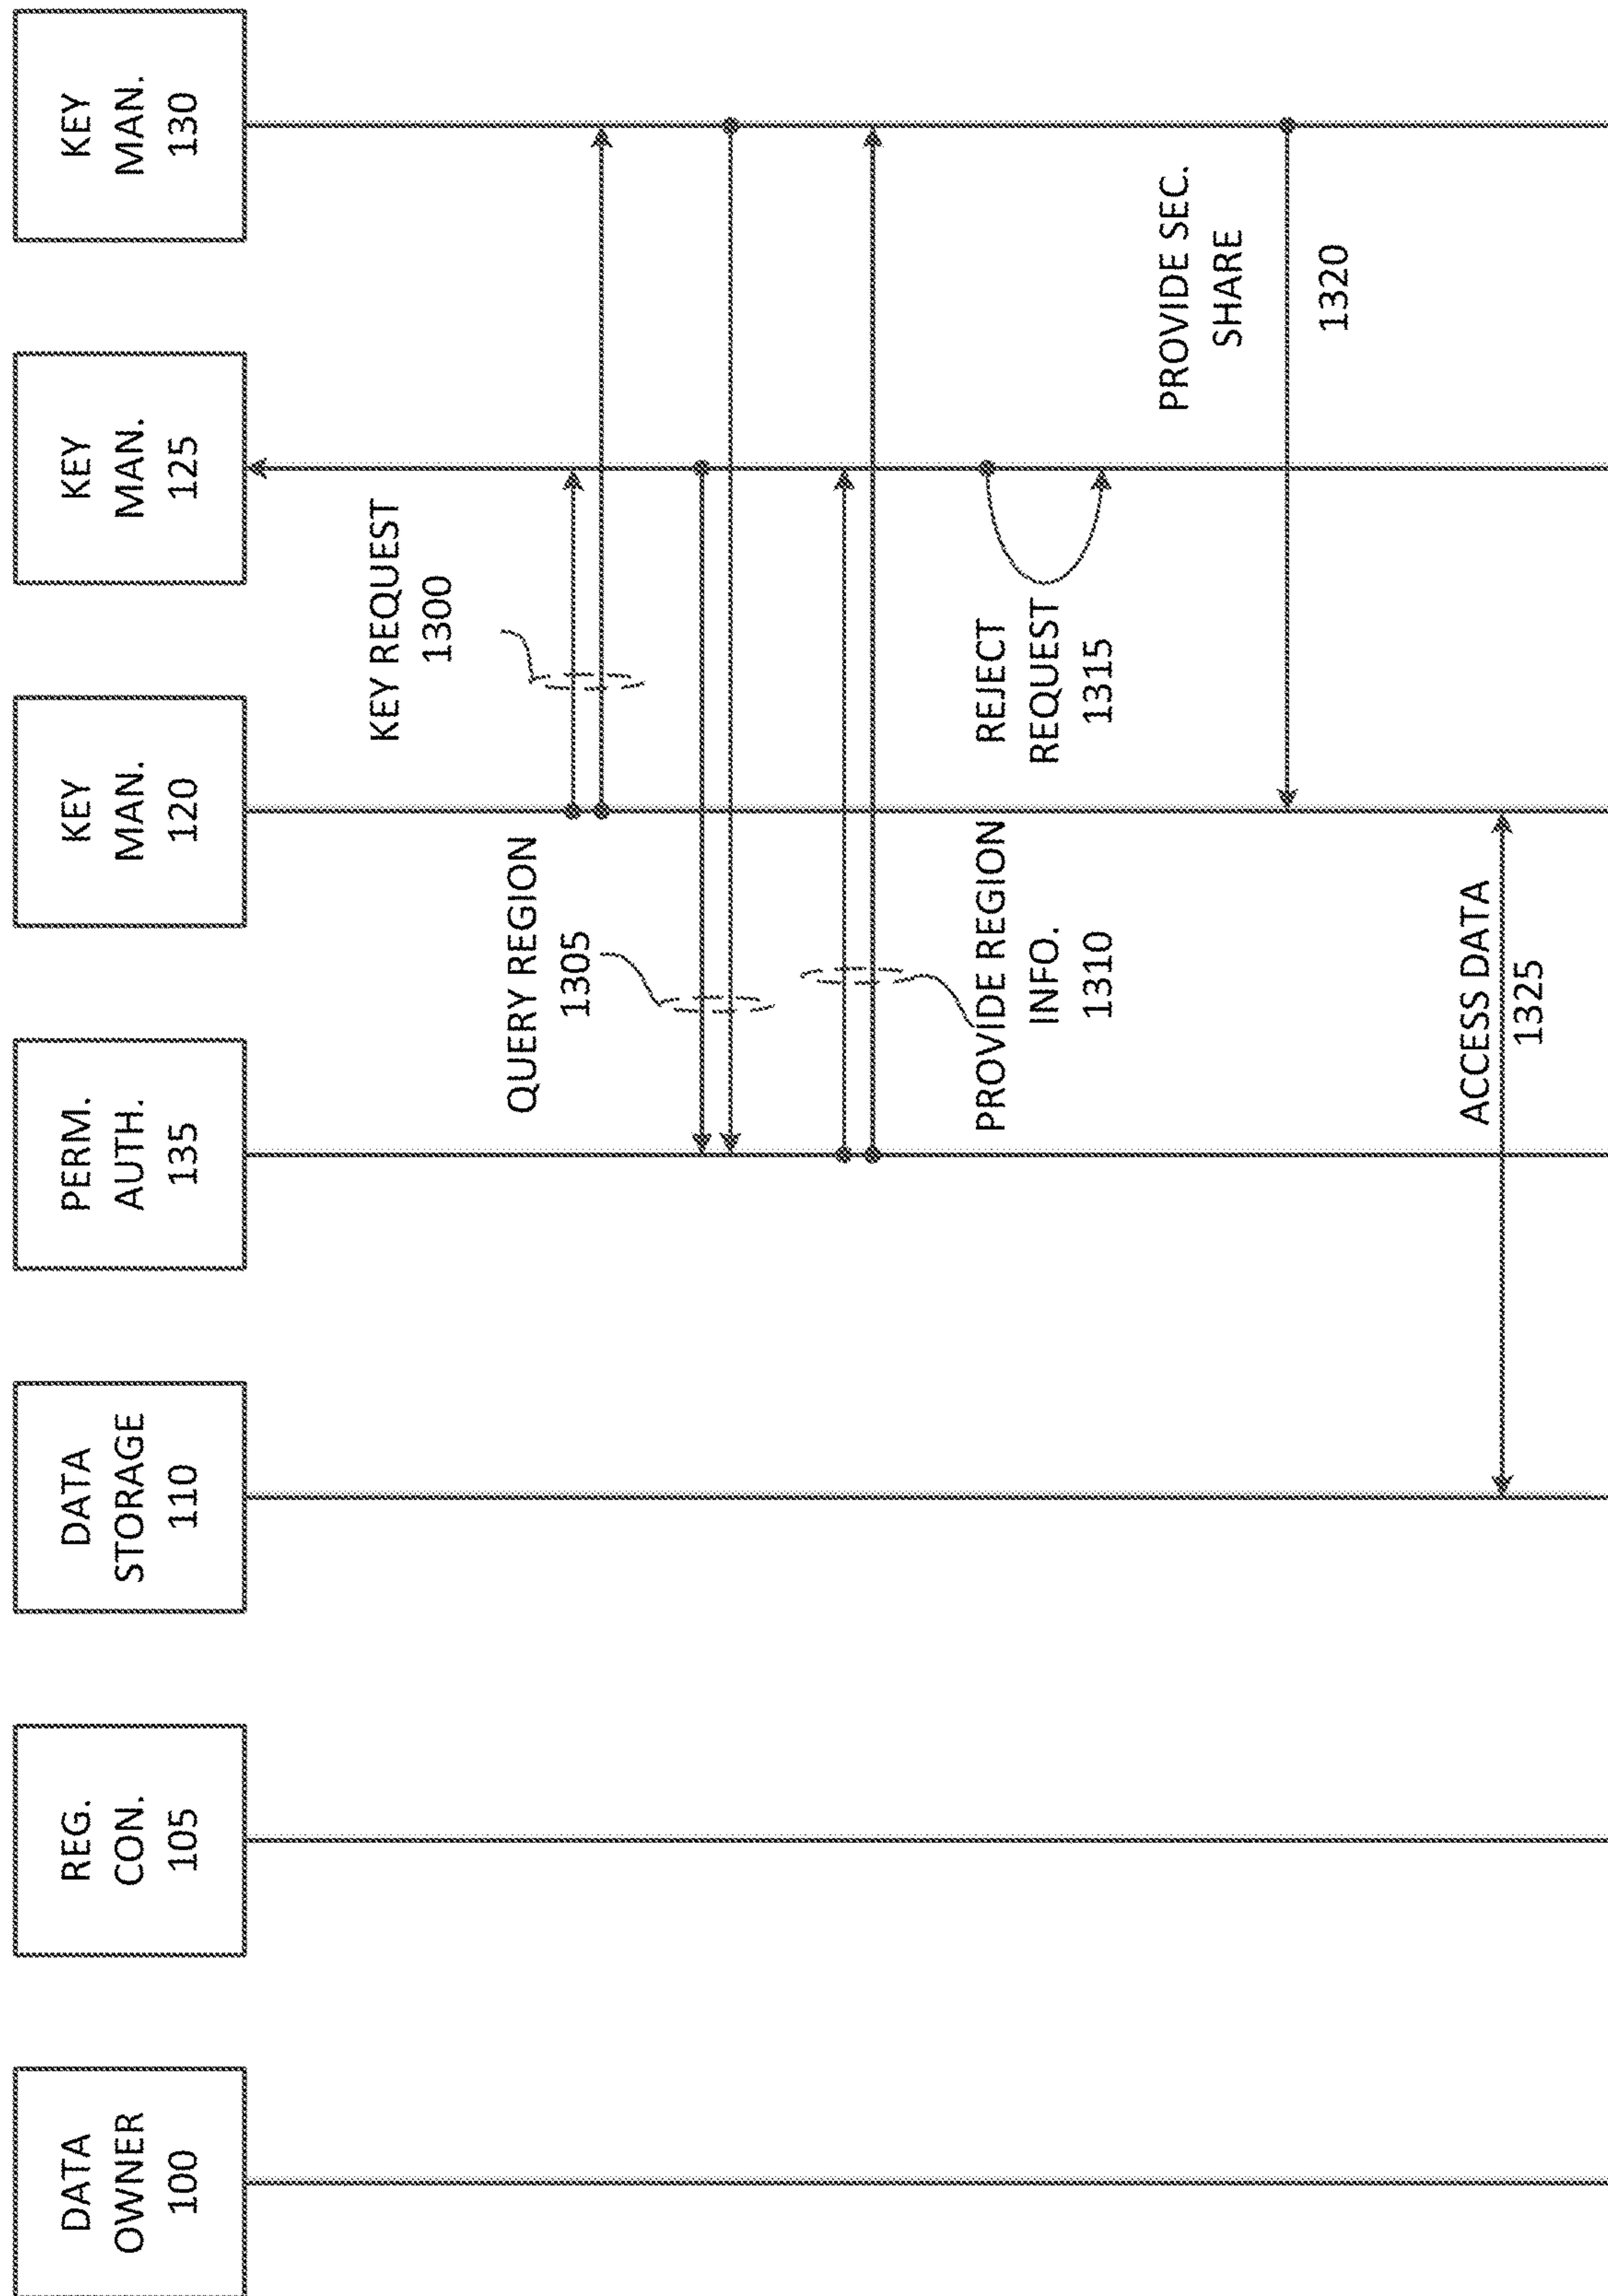 DATA
OWNER
100
REG.
CON.
105
DATA
STORAGE
110
PERM.
AUTH.
135
KEY
MAN.
120
KEY
MAN.
125
KEY
MAN.
130
KEY REQUEST
1300
QUERY REGION
1305
PROVIDE REGION
INFO.
1310
REJECT
REQUEST
1315
PROVIDE SEC.
SHARE
1320
ACCESS DATA
1325